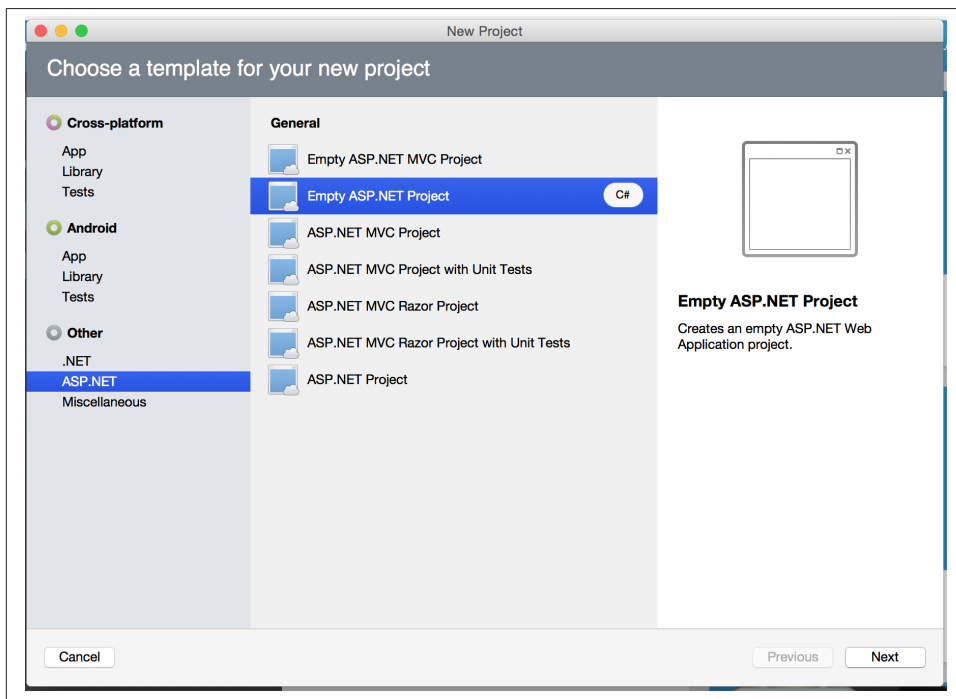 New Project
Choose a template for your new project
Cross-platform
App
Library
Tests
Android
App
Library
Tests
Other
.NET
ASP.NET
Miscellaneous
General
Empty ASP.NET MVC Project
Empty ASP.NET Project C#
ASP.NET MVC Project
ASP.NET MVC Project with Unit Tests
ASP.NET MVC Razor Project
ASP.NET MVC Razor Project with Unit Tests
ASP.NET Project
Empty ASP.NET Project
Creates an empty ASP.NET Web
Application project.
Cancel
Previous
Next